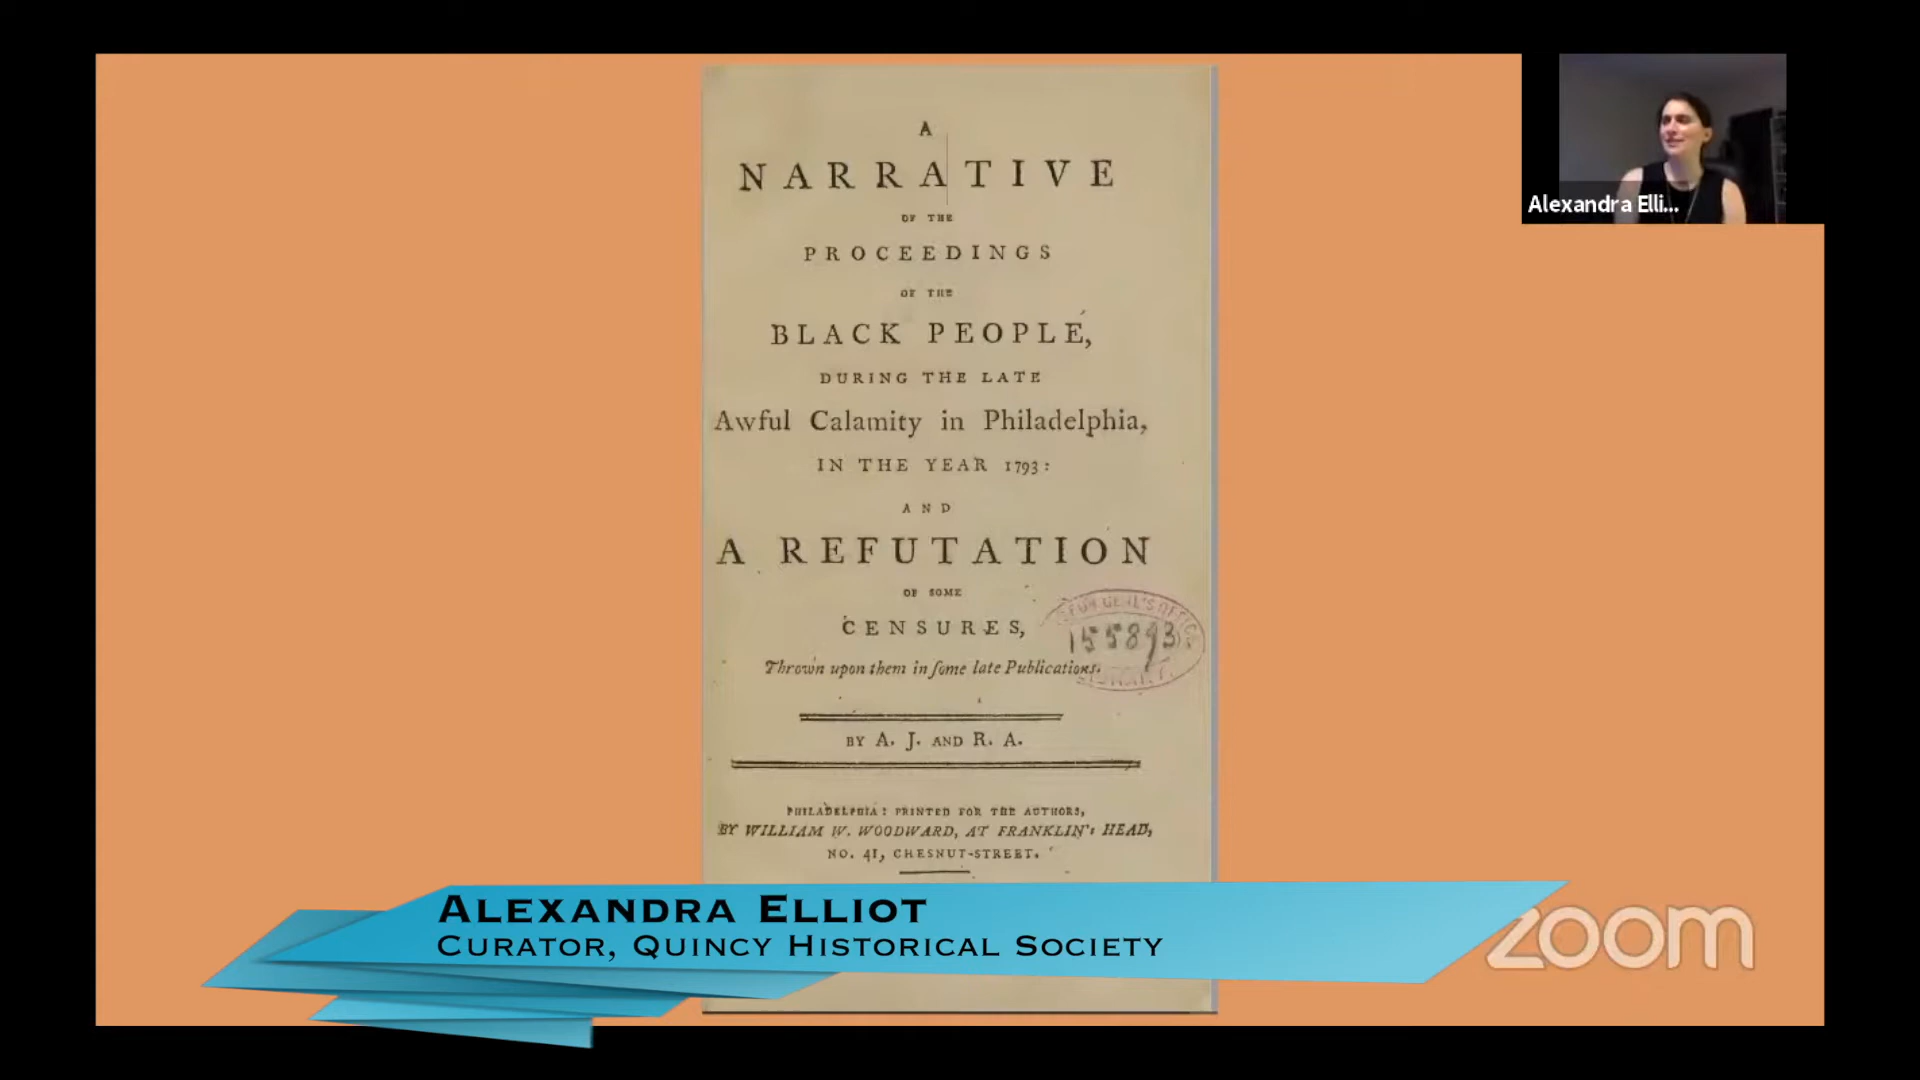 A
NARRATIVE
OF THE
PROCEEDINGS
OF THE
BLACK PEOPLE,
DURING THE LATE
Awful Calamity in Philadelphia,
IN THE YEAR 1793:
AND
A REFUTATION
OF SOME
CENSURES,
Thrown upon them in ſome late Publications.
BY A. J. AND R. A.
PHILADELPHIA: PRINTED FOR THE AUTHORS,
BY WILLIAM W. WOODWARD, AT FRANKLIN's HEAD,
NO. 41, CHESNUT-STREET.
155893
Alexandra Elli...
ALEXANDRA ELLIOT
CURATOR, QUINCY HISTORICAL SOCIETY
zoom